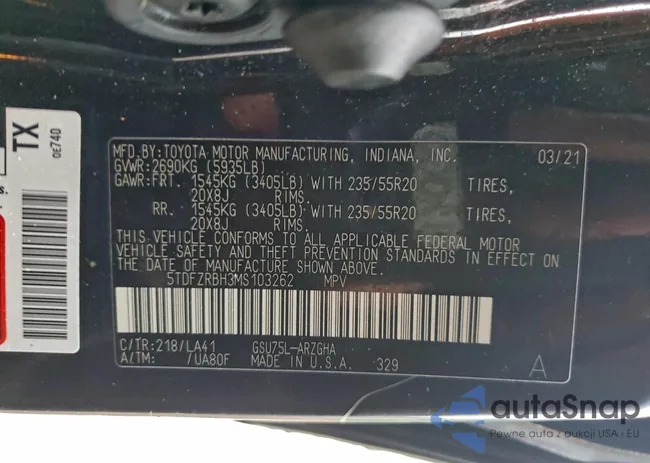 TX
0E740
s.
MFD.BY:TOYOTA MOTOR MANUFACTURING, INDIANA, INC. 03/21
GVWR:2690KG (5935LB)
GAWR:FRT. 1545KG (3405LB) WITH 235/55R20 TIRES,
20X8J RIMS.
RR. 1545KG (3405LB) WITH 235/55R20 TIRES,
20X8J RIMS.
THIS VEHICLE CONFORMS TO ALL APPLICABLE FEDERAL MOTOR
VEHICLE SAFETY AND THEFT PREVENTION STANDARDS IN EFFECT ON
THE DATE OF MANUFACTURE SHOWN ABOVE.
5TDFZRBH3MS103262 MPV
C/TR:218/LA41 GSU75L-ARZGHA
A/TM: /UA80F MADE IN U.S.A. 329 A
autaSnap
Pewne auta z aukcji USA i EU